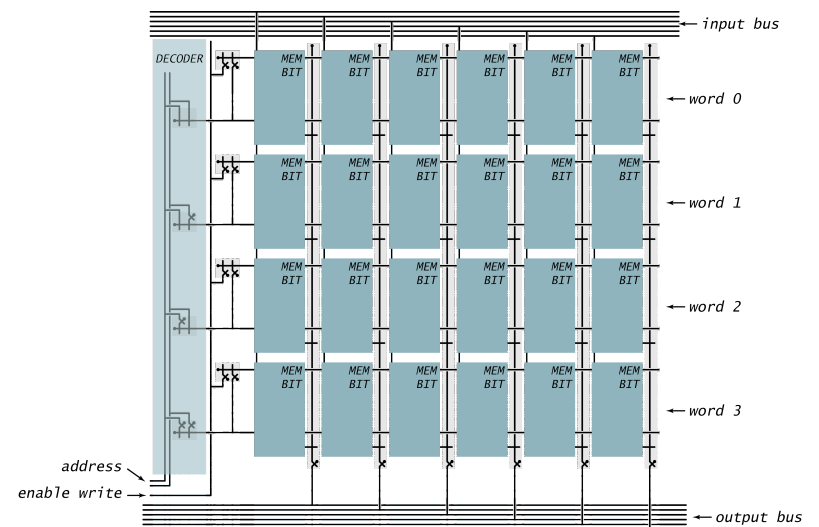 input bus
DECODER
MEM MEM MEM MEM MEM MEM
BIT BIT BIT BIT BIT BIT
word 0
MEM MEM MEM MEM MEM MEM
BIT BIT BIT BIT BIT BIT
word 1
MEM MEM MEM MEM MEM MEM
BIT BIT BIT BIT BIT BIT
word 2
MEM MEM MEM MEM MEM MEM
BIT BIT BIT BIT BIT BIT
word 3
address
enable write
output bus